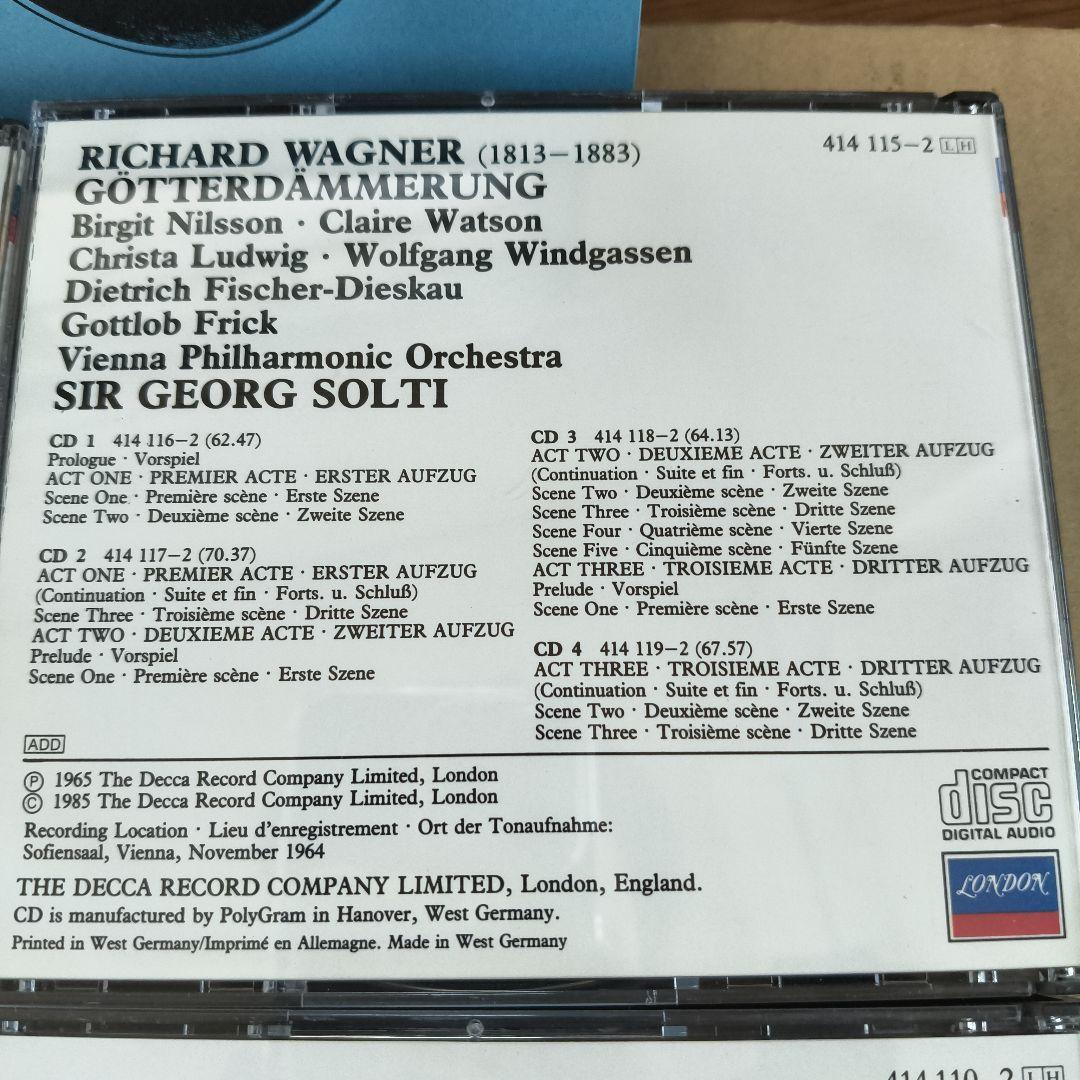 RICHARD WAGNER (1813–1883)
414 115–2 LH
GÖTTERDÄMMERUNG
Birgit Nilsson · Claire Watson
Christa Ludwig · Wolfgang Windgassen
Dietrich Fischer-Dieskau
Gottlob Frick
Vienna Philharmonic Orchestra
SIR GEORG SOLTI
CD 1 414 116–2 (62.47)
Prologue · Vorspiel
ACT ONE · PREMIER ACTE · ERSTER AUFZUG
Scene One · Première scène · Erste Szene
Scene Two · Deuxième scène · Zweite Szene
CD 2 414 117–2 (70.37)
ACT ONE · PREMIER ACTE · ERSTER AUFZUG
(Continuation · Suite et fin · Forts. u. Schluß)
Scene Three · Troisième scène · Dritte Szene
ACT TWO · DEUXIEME ACTE · ZWEITER AUFZUG
Prelude · Vorspiel
Scene One · Première scène · Erste Szene
CD 3 414 118–2 (64.13)
ACT TWO · DEUXIEME ACTE · ZWEITER AUFZUG
(Continuation · Suite et fin · Forts. u. Schluß)
Scene Two · Deuxième scène · Zweite Szene
Scene Three · Troisième scène · Dritte Szene
Scene Four · Quatrième scène · Vierte Szene
Scene Five · Cinquième scène · Fünfte Szene
ACT THREE · TROISIEME ACTE · DRITTER AUFZUG
Prelude · Vorspiel
Scene One · Première scène · Erste Szene
CD 4 414 119–2 (67.57)
ACT THREE · TROISIEME ACTE · DRITTER AUFZUG
(Continuation · Suite et fin · Forts. u. Schluß)
Scene Two · Deuxième scène · Zweite Szene
Scene Three · Troisième scène · Dritte Szene
ADD
Ⓟ 1965 The Decca Record Company Limited, London
© 1985 The Decca Record Company Limited, London
Recording Location · Lieu d'enregistrement · Ort der Tonaufnahme:
Sofiensaal, Vienna, November 1964
THE DECCA RECORD COMPANY LIMITED, London, England.
CD is manufactured by PolyGram in Hanover, West Germany.
Printed in West Germany/Imprimé en Allemagne. Made in West Germany
COMPACT
disc
DIGITAL AUDIO
LONDON
414 110–2 LH